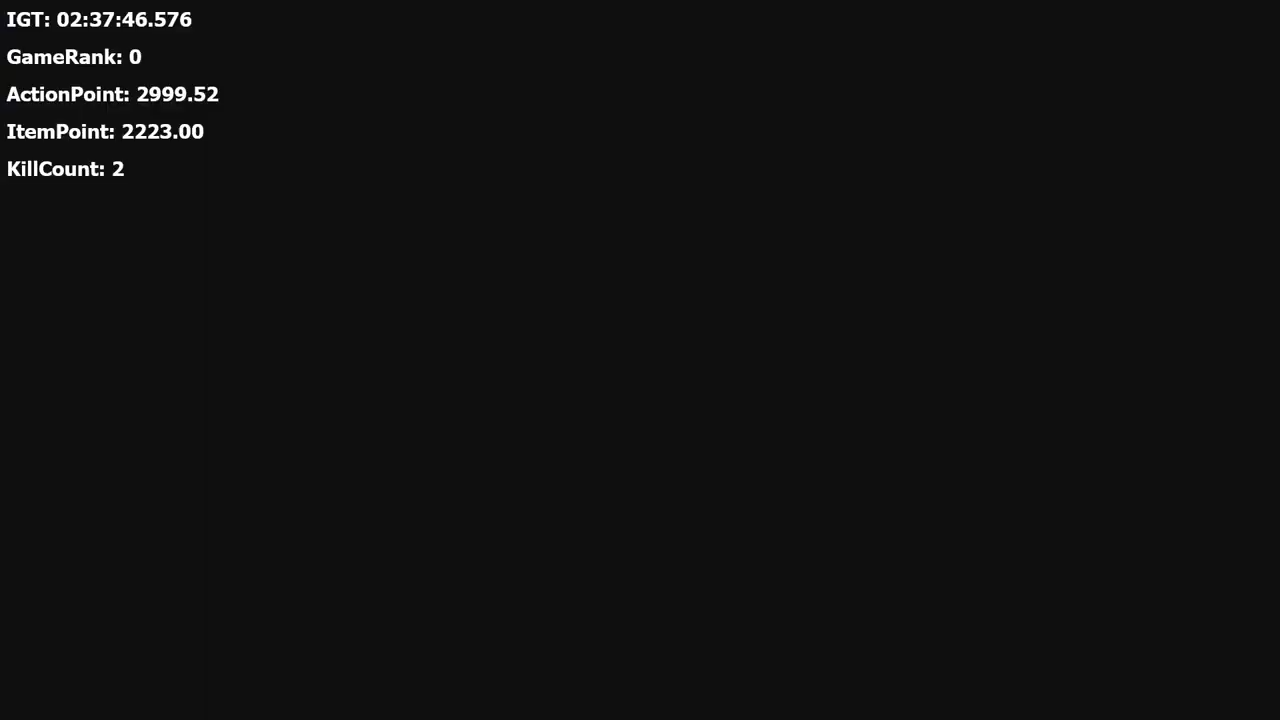 IGT: 02:37:46.576
GameRank: 0
ActionPoint: 2999.52
ItemPoint: 2223.00
KillCount: 2